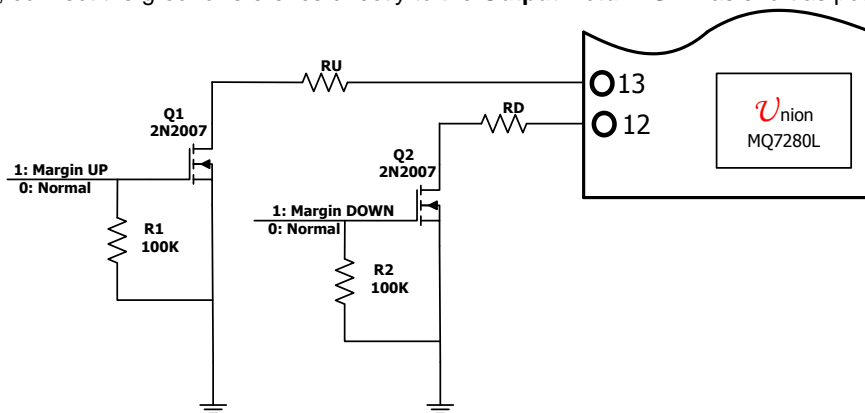 RU
13
Q1
2N2007
RD
12
Union
MQ7280L
Q2
2N2007
1: Margin UP
0: Normal
1: Margin DOWN
0: Normal
R1
100K
R2
100K